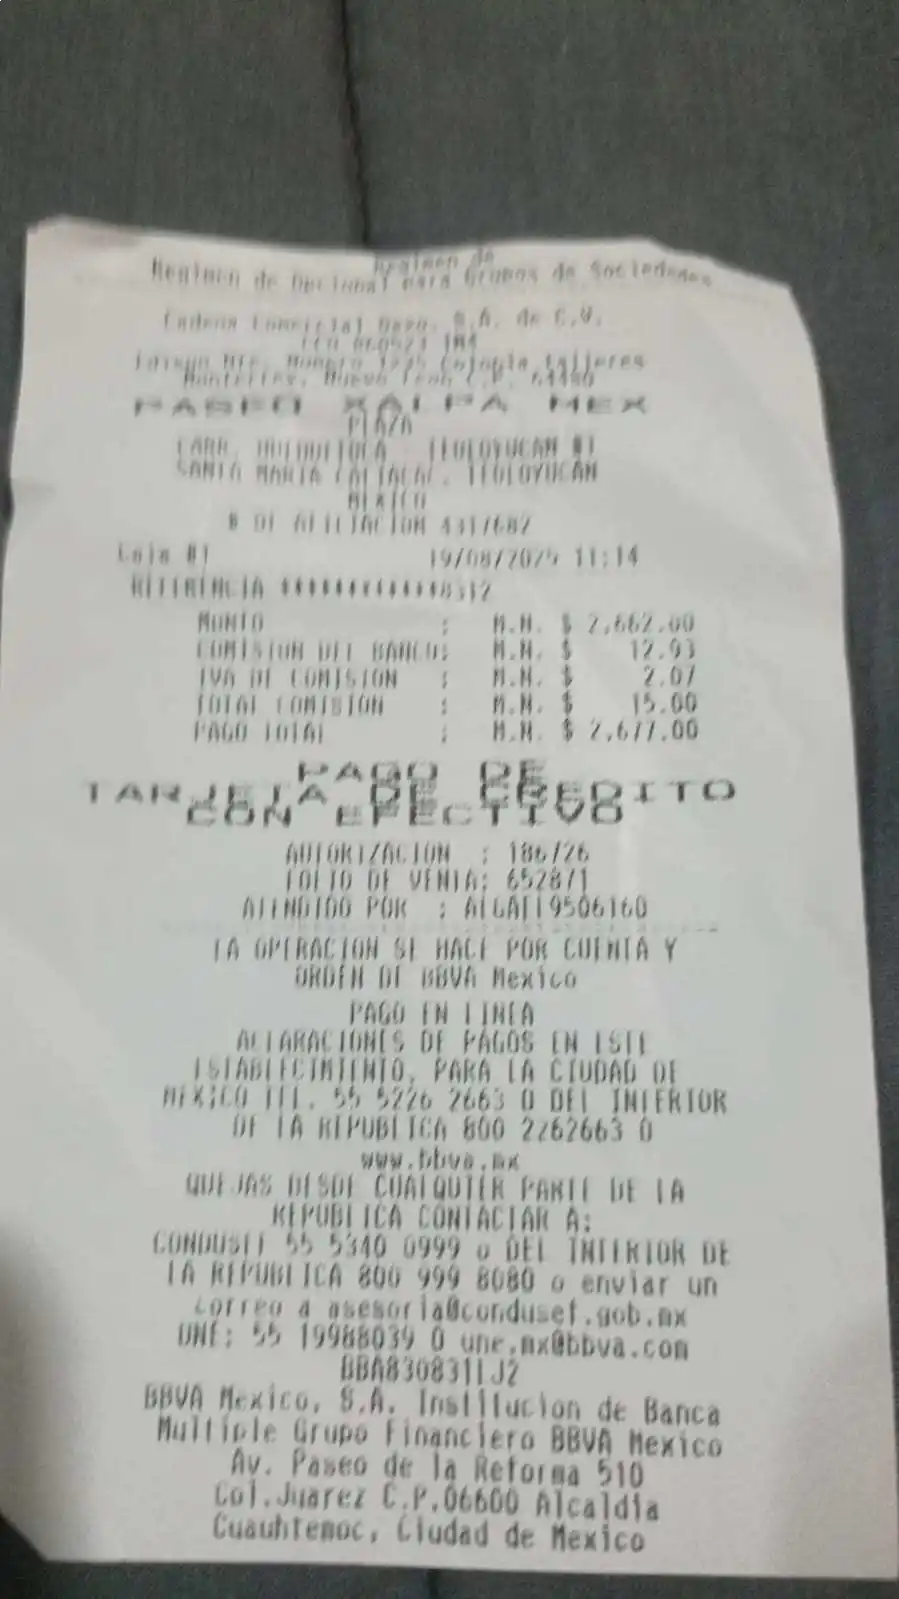 Regimen de
Regimen de Opcional para Grupos de Sociedades
Cadena Comercial Oxxo, S.A. de C.V.
Edison Nte. Numero 1235 Colonia Talleres
Monterrey, Nuevo Leon C.P. 64480
PASEO XALPA MEX
PLAZA
CARR. HUEHUETOCA - TEOLOYUCAN #1
SANTA MARIA CALIACAC, TEOLOYUCAN
MEXICO
# DE AFILIACION 4317682
Caja #1 19/08/2025 11:14
REFERENCIA ************8312
MONTO : M.N. $ 2,662.00
COMISION DEL BANCO: M.N. $ 12.93
IVA DE COMISION : M.N. $ 2.07
TOTAL COMISION : M.N. $ 15.00
PAGO TOTAL : M.N. $ 2,677.00
PAGO DE
TARJETA DE CREDITO
CON EFECTIVO
AUTORIZACION : 186726
FOLIO DE VENTA: 652871
ATENDIDO POR :
LA OPERACION SE HACE POR CUENTA Y
ORDEN DE BBVA Mexico
PAGO EN LINEA
ACLARACIONES DE PAGOS EN ESTE
ESTABLECIMIENTO, PARA LA CIUDAD DE
MEXICO TEL. 55 5226 2663 O DEL INTERIOR
DE LA REPUBLICA 800 2262663 O
www.bbva.mx
QUEJAS DESDE CUALQUIER PARTE DE LA
REPUBLICA CONTACTAR A:
CONDUSEF 55 5340 0999 o DEL INTERIOR DE
LA REPUBLICA 800 999 8080 o enviar un
correo a asesoria@condusef.gob.mx
UNE: 55 19988039 O une.mx@bbva.com
BBA830831LJ2
BBVA Mexico, S.A. Institucion de Banca
Multiple Grupo Financiero BBVA Mexico
Av. Paseo de la Reforma 510
Col.Juarez C.P.06600 Alcaldia
Cuauhtemoc, Ciudad de Mexico